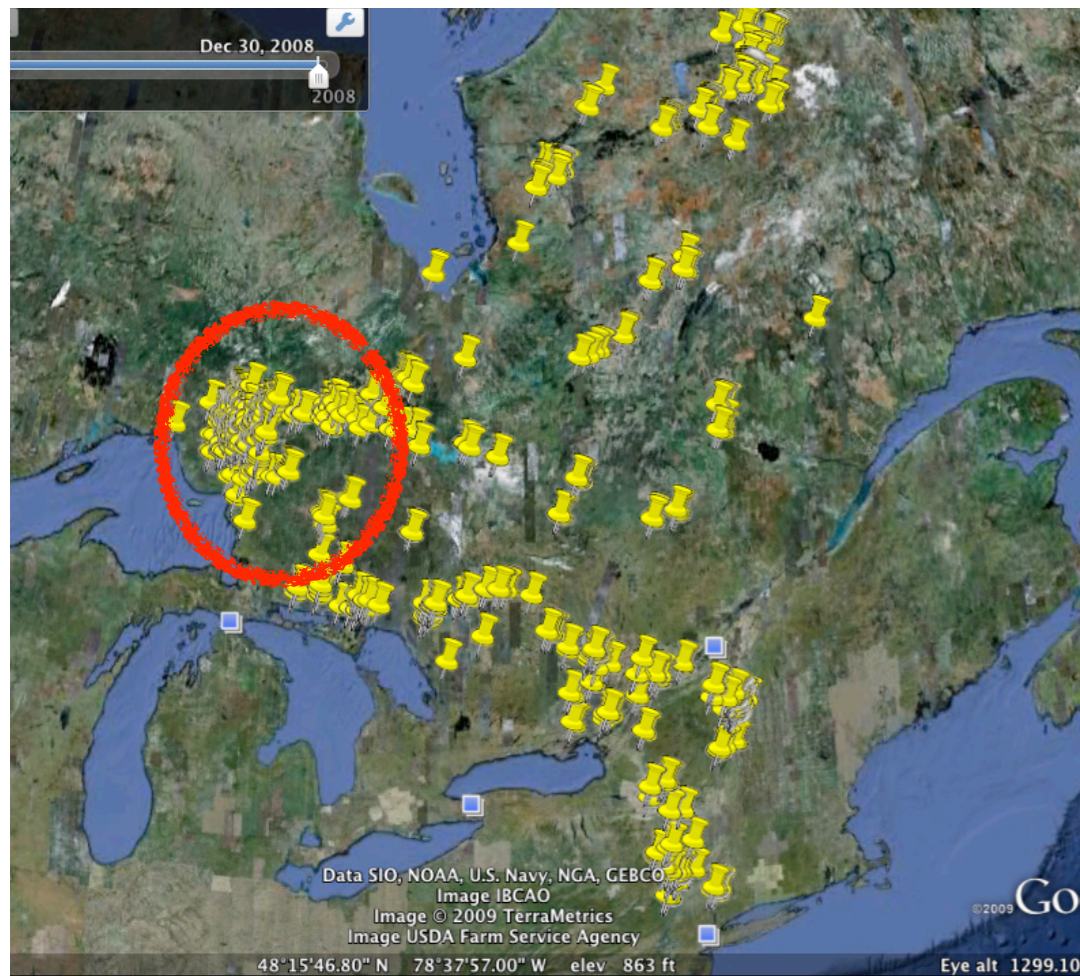 Dec 30, 2008
2008
Data SIO, NOAA, U.S. Navy, NGA, GEBCO
Image IBCAO
Image © 2009 TerraMetrics
Image USDA Farm Service Agency
©2009 Go
48°15'46.80" N 78°37'57.00" W elev 863 ft
Eye alt 1299.10